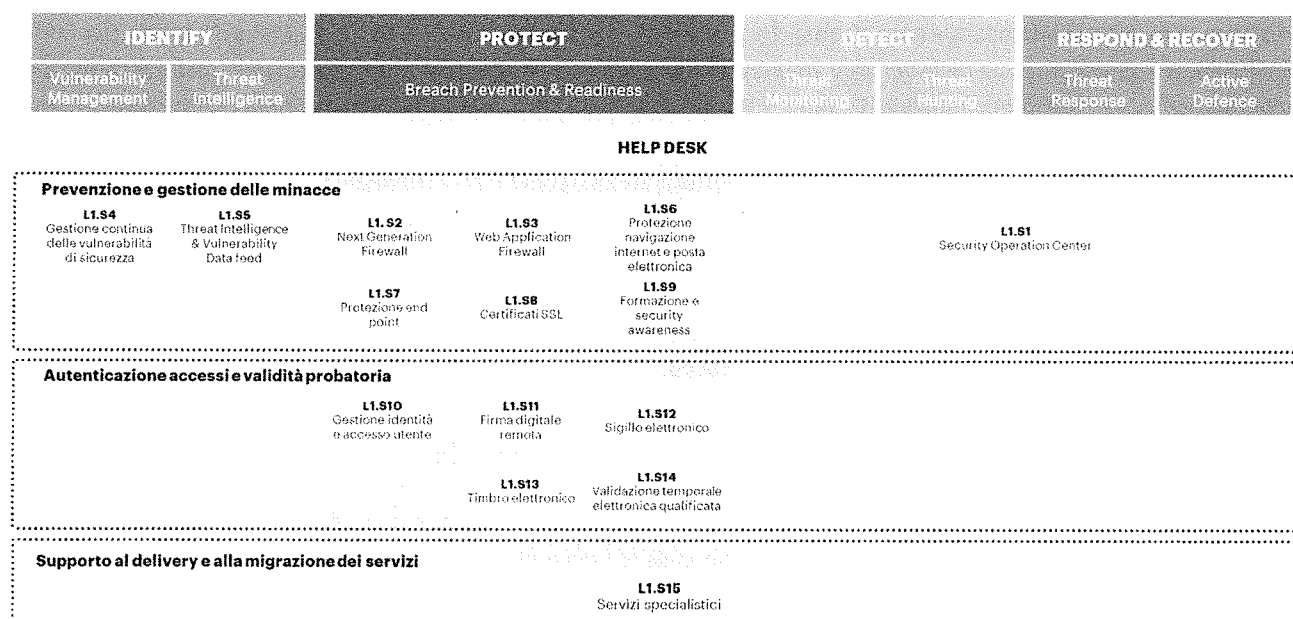 IDENTIFY
PROTECT
DETECT
RESPOND & RECOVER
Vulnerability
Management
Threat
Intelligence
Breach Prevention & Readiness
Threat
Monitoring
Threat
Hunting
Threat
Response
Active
Defence
HELP DESK
Prevenzione e gestione delle minacce
L1.S4
Gestione continua
delle vulnerabilità
di sicurezza
L1.S5
Threat Intelligence
& Vulnerability
Data feed
L1.S2
Next Generation
Firewall
L1.S3
Web Application
Firewall
L1.S6
Protezione
navigazione
internet e posta
elettronica
L1.S1
Security Operation Center
L1.S7
Protezione end
point
L1.S8
Certificati SSL
L1.S9
Formazione e
security
awareness
Autenticazione accessi e validità probatoria
L1.S10
Gestione identità
e accesso utente
L1.S11
Firma digitale
remota
L1.S12
Sigillo elettronico
L1.S13
Timbro elettronico
L1.S14
Validazione temporale
elettronica qualificata
Supporto al delivery e alla migrazione dei servizi
L1.S15
Servizi specialistici